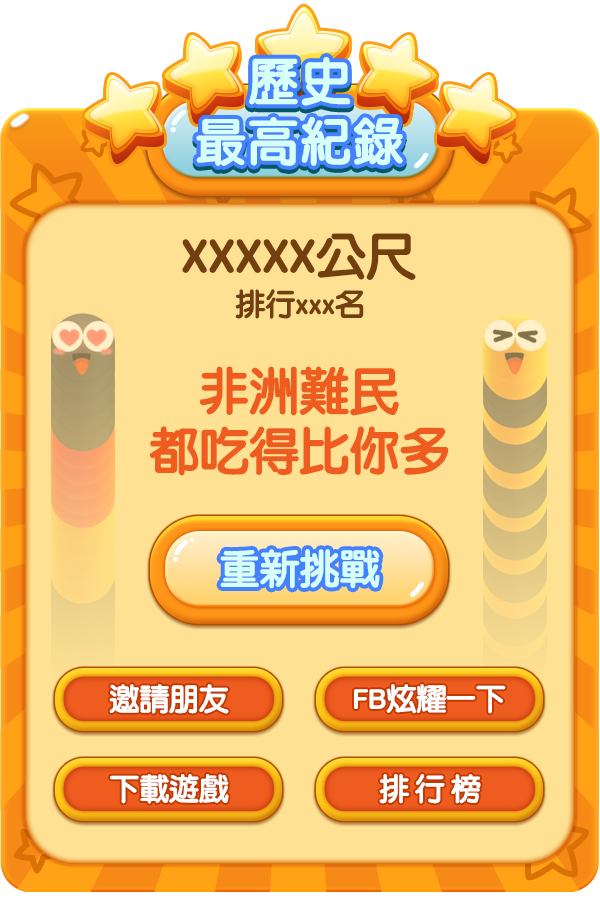 歷史
最高紀錄
XXXXX公尺
排行xxx名
非洲難民
都吃得比你多
重新挑戰
邀請朋友
FB炫耀一下
下載遊戲
排行榜